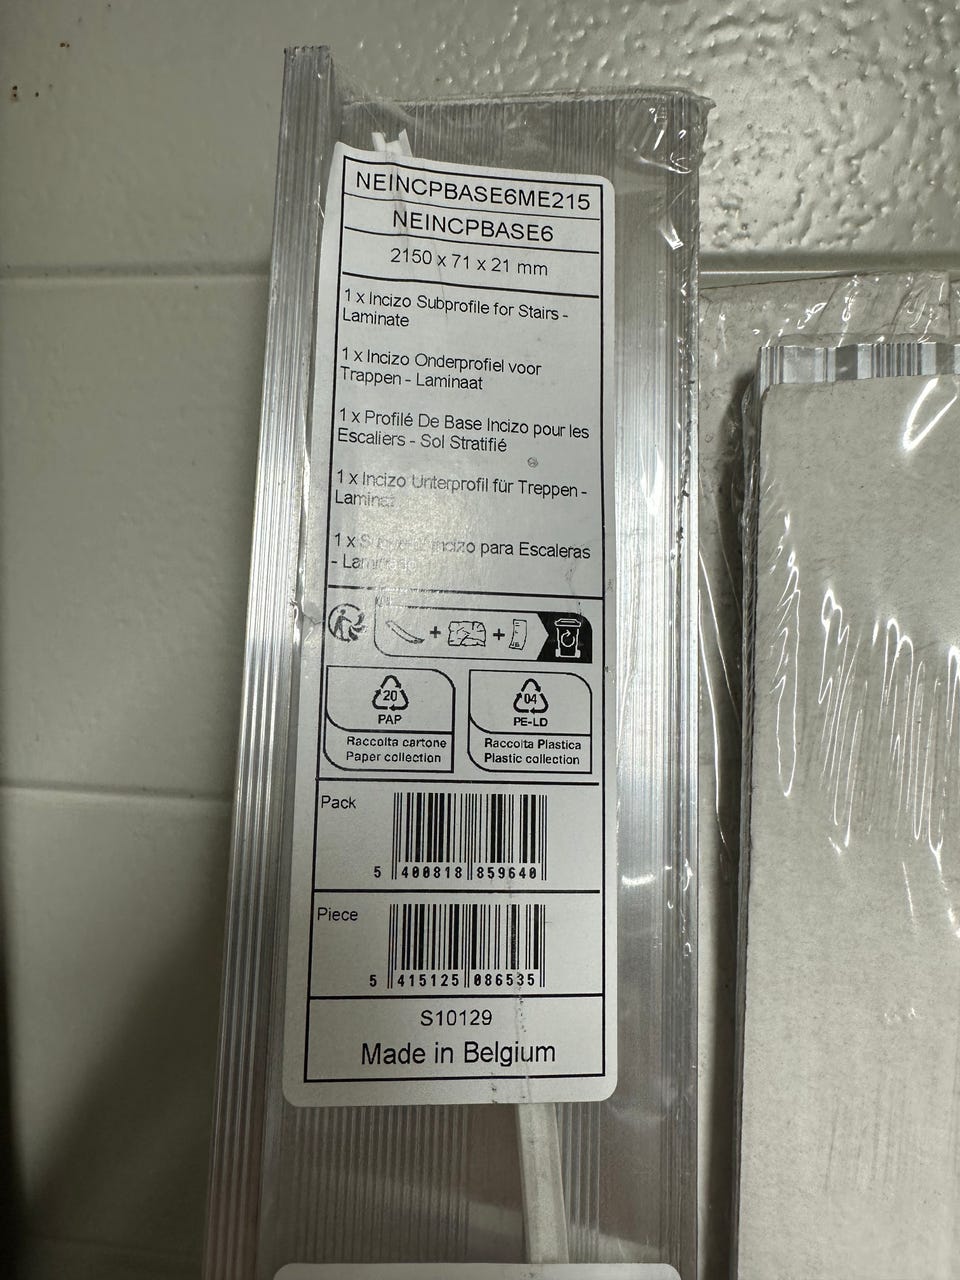 NEINCPBASE6ME215
NEINCPBASE6
2150 x 71 x 21 mm
1 x Incizo Subprofile for Stairs -
Laminate
1 x Incizo Onderprofiel voor
Trappen - Laminaat
1 x Profilé De Base Incizo pour les
Escaliers - Sol Stratifié
1 x Incizo Unterprofil für Treppen -
Laminat
1 x Incizo para Escaleras
-
+ +
20
PAP
Raccolta cartone
Paper collection
04
PE-LD
Raccolta Plastica
Plastic collection
Pack
5 400818 859640
Piece
5 415125 086535
S10129
Made in Belgium